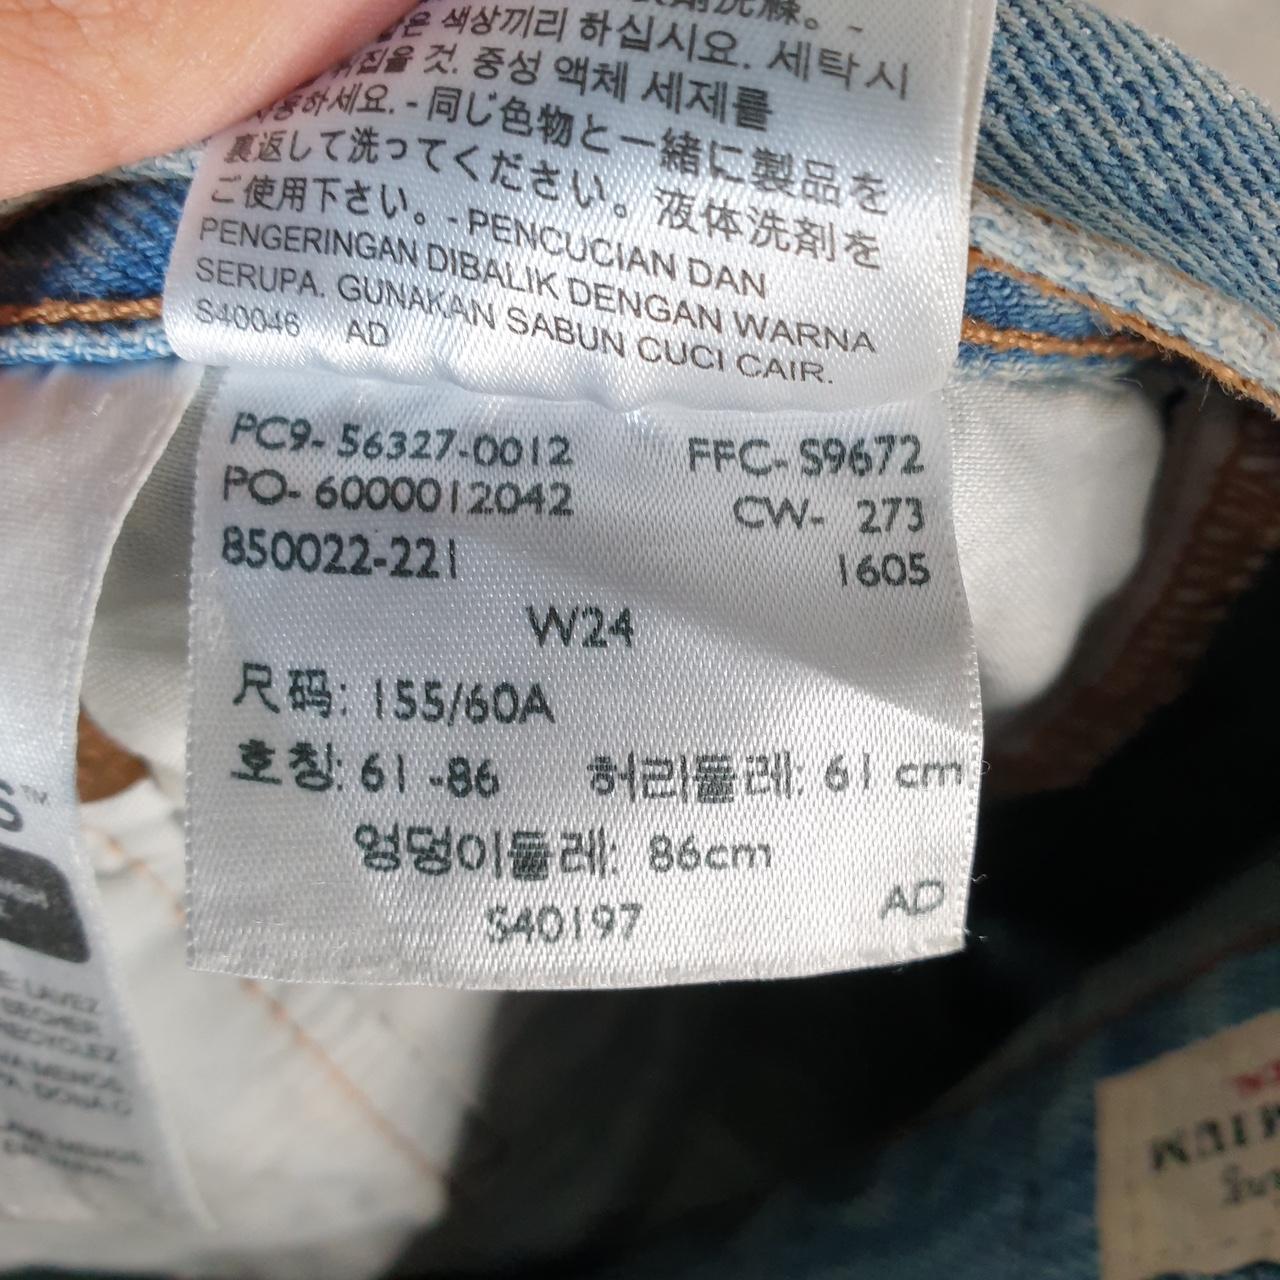 은 색상끼리 하십시요. 세탁시
것. 중성 액체 세제를
하세요. - 同じ色物と一緒に製品を
裏返して洗ってください。液体洗剤を
ご使用下さい。- PENCUCIAN DAN
PENGERINGAN DIBALIK DENGAN WARNA
SERUPA. GUNAKAN SABUN CUCI CAIR.
S40046 AD
PC9- 56327-0012 FFC- S9672
PO- 6000012042 CW- 273
850022-221 1605
W24
尺码: 155/60A
호칭: 61 -86 허리둘레: 61 cm
엉덩이둘레: 86cm
S40197 AD
S™
LAVEZ
SECHER
RECYCLEZ